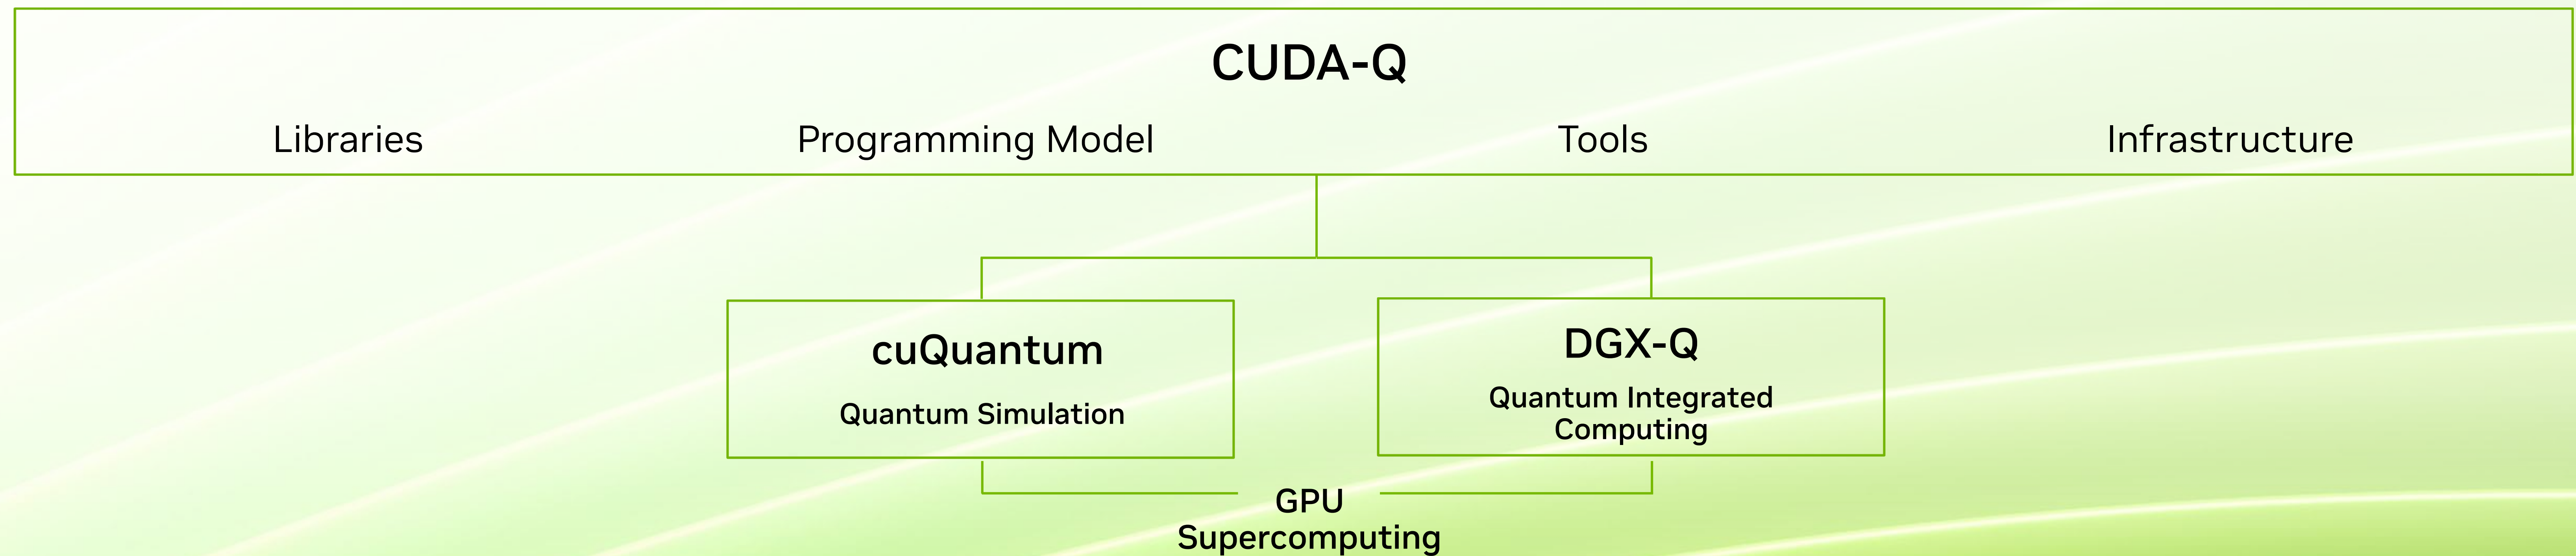 CUDA-Q
Libraries
Programming Model
Tools
Infrastructure
cuQuantum
Quantum Simulation
DGX-Q
Quantum Integrated
Computing
GPU
Supercomputing